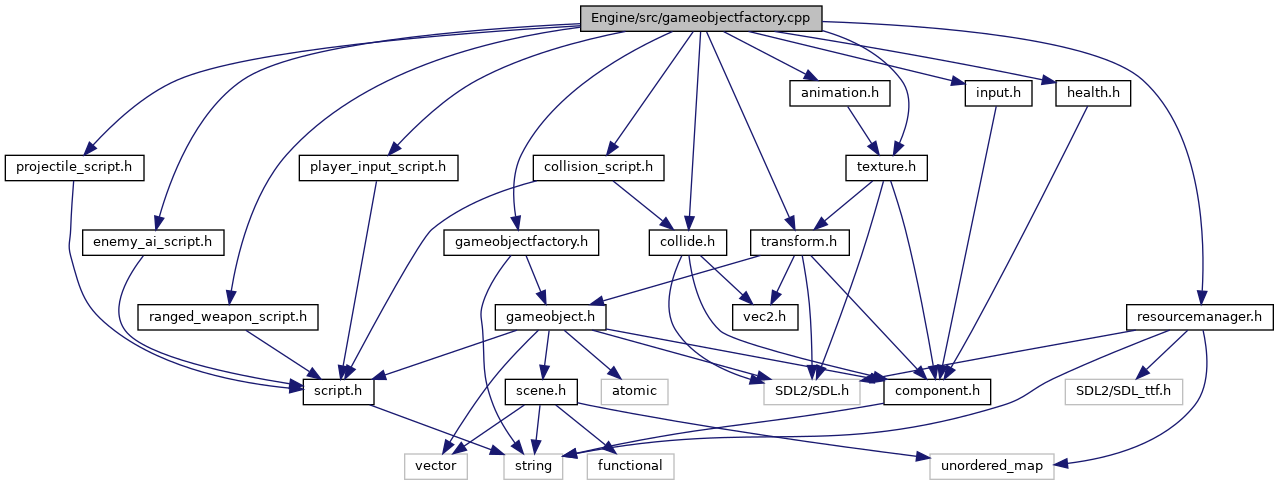 Engine/src/gameobjectfactory.cpp
animation.h
input.h
health.h
projectile_script.h
player_input_script.h
collision_script.h
texture.h
enemy_ai_script.h
gameobjectfactory.h
collide.h
transform.h
ranged_weapon_script.h
gameobject.h
vec2.h
resourcemanager.h
script.h
scene.h
atomic
SDL2/SDL.h
component.h
SDL2/SDL_ttf.h
vector
string
functional
unordered_map